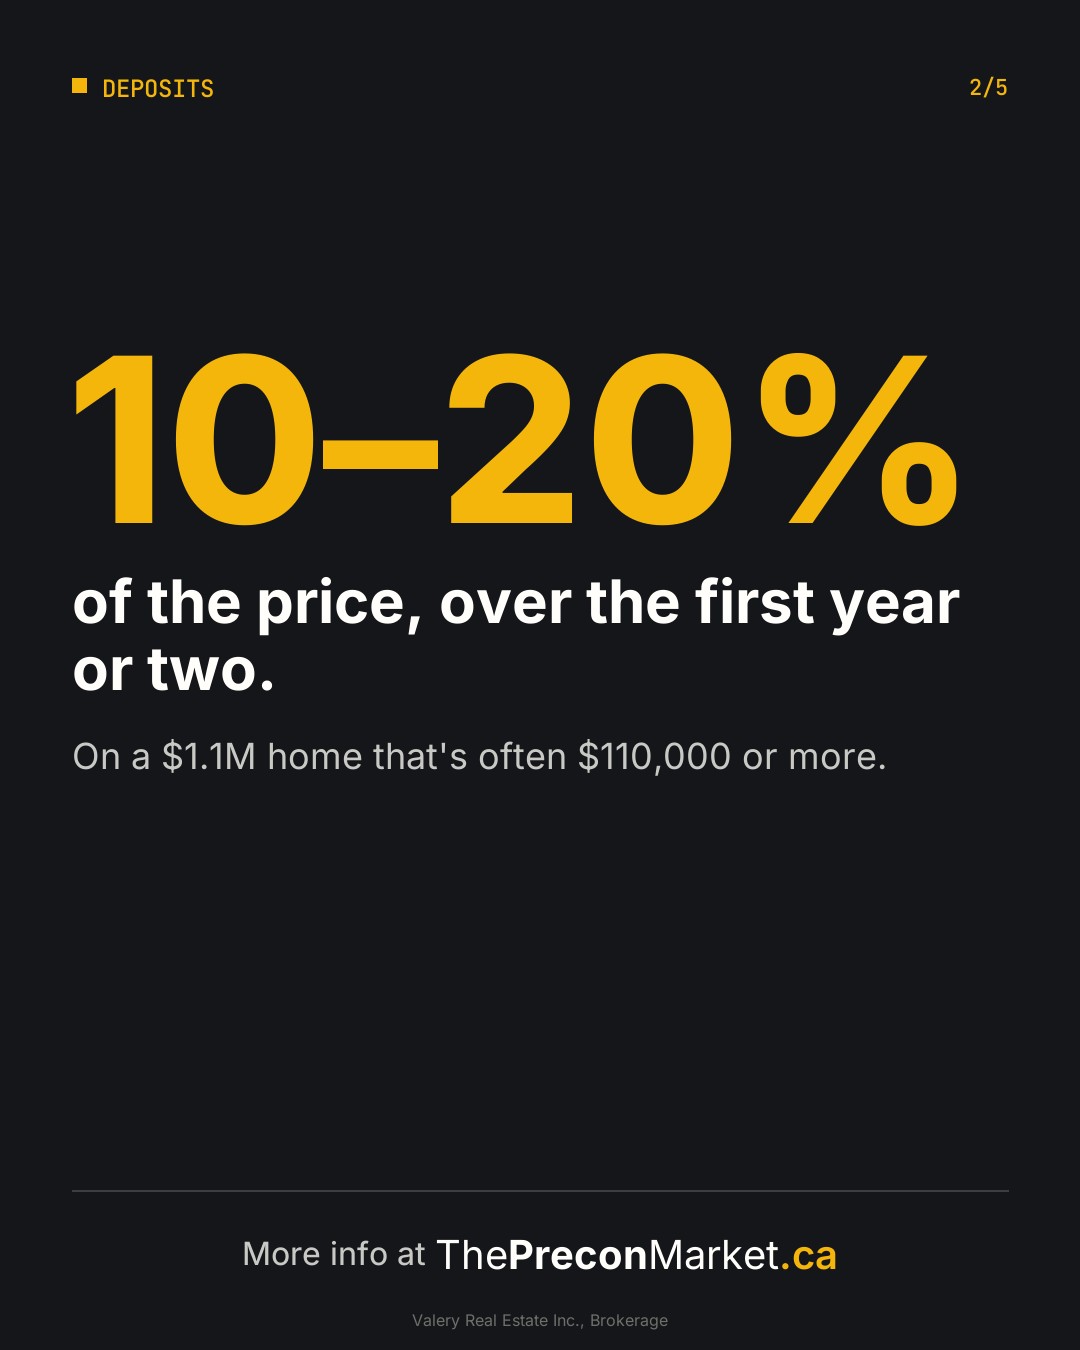 DEPOSITS
2/5
10–20%
of the price, over the first year
or two.
On a $1.1M home that's often $110,000 or more.
More info at ThePreconMarket.ca
Valery Real Estate Inc., Brokerage